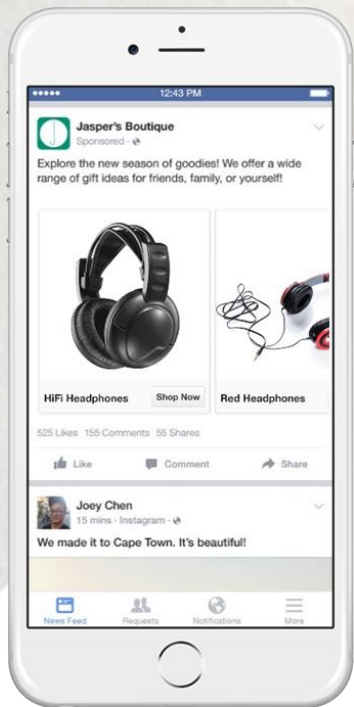 12:43 PM
Jasper's Boutique
Sponsored ·
Explore the new season of goodies! We offer a wide
range of gift ideas for friends, family, or yourself!
HiFi Headphones
Shop Now
Red Headphones
525 Likes 155 Comments 55 Shares
Like
Comment
Share
Joey Chen
15 mins · Instagram ·
We made it to Cape Town. It's beautiful!
News Feed
Requests
Notifications
More